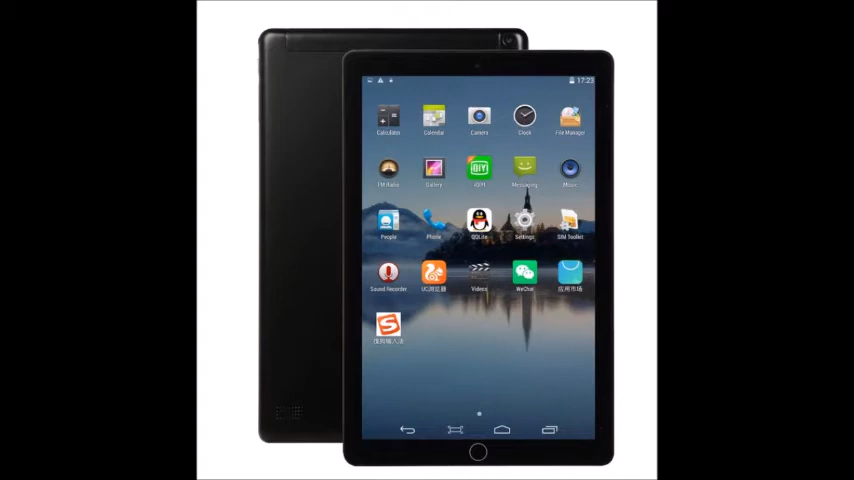 17:23
Calculator Calendar Camera Clock File Manager
FM Radio Gallery iQIYI Messaging Music
People Phone QQLite Settings SIM Toolkit
Sound Recorder UC浏览器 Videos WeChat 应用市场
搜狗输入法